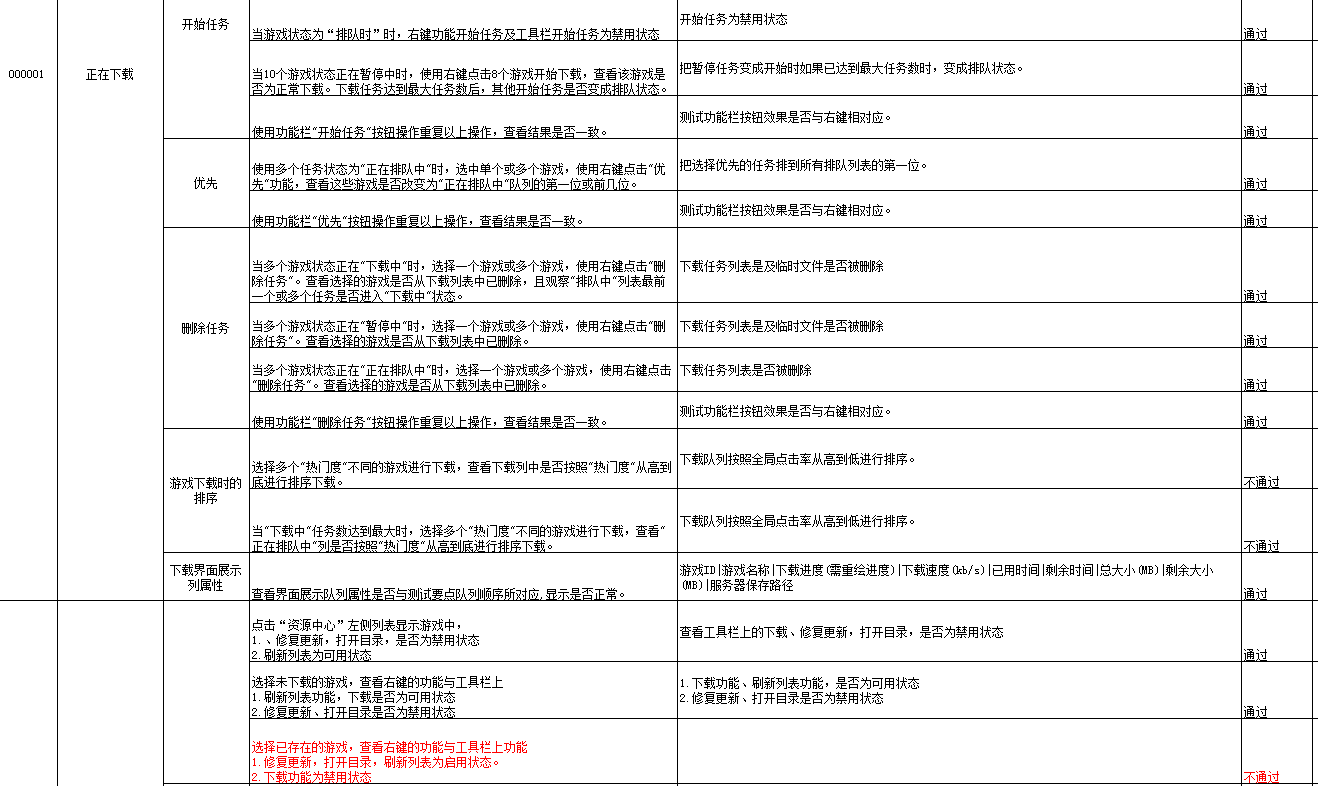 开始任务
当游戏状态为“排队时”时，右键功能开始任务及工具栏开始任务为禁用状态
开始任务为禁用状态
通过
000001
正在下载
当10个游戏状态正在暂停中时，使用右键点击8个游戏开始下载，查看该游戏是
否为正常下载。下载任务达到最大任务数后，其他开始任务是否变成排队状态。
把暂停任务变成开始时如果已达到最大任务数时，变成排队状态。
通过
使用功能栏"开始任务"按钮操作重复以上操作，查看结果是否一致。
测试功能栏按钮效果是否与右键相对应。
通过
优先
使用多个任务状态为"正在排队中"时，选中单个或多个游戏，使用右键点击"优
先"功能，查看这些游戏是否改变为"正在排队中"队列的第一位或前几位。
把选择优先的任务排到所有排队列表的第一位。
通过
使用功能栏"优先"按钮操作重复以上操作，查看结果是否一致。
测试功能栏按钮效果是否与右键相对应。
通过
删除任务
当多个游戏状态正在"下载中"时，选择一个游戏或多个游戏，使用右键点击"删
除任务"。查看选择的游戏是否从下载列表中已删除，且观察"排队中"列表最前
一个或多个任务是否进入"下载中"状态。
下载任务列表是及临时文件是否被删除
通过
当多个游戏状态正在"暂停中"时，选择一个游戏或多个游戏，使用右键点击"删
除任务"。查看选择的游戏是否从下载列表中已删除。
下载任务列表是及临时文件是否被删除
通过
当多个游戏状态正在"正在排队中"时，选择一个游戏或多个游戏，使用右键点击
"删除任务"。查看选择的游戏是否从下载列表中已删除。
下载任务列表是否被删除
通过
使用功能栏"删除任务"按钮操作重复以上操作，查看结果是否一致。
测试功能栏按钮效果是否与右键相对应。
通过
游戏下载时的
排序
选择多个"热门度"不同的游戏进行下载，查看下载列中是否按照"热门度"从高到
底进行排序下载。
下载队列按照全局点击率从高到低进行排序。
不通过
当"下载中"任务数达到最大时，选择多个"热门度"不同的游戏进行下载，查看"
正在排队中"列是否按照"热门度"从高到底进行排序下载。
下载队列按照全局点击率从高到低进行排序。
不通过
下载界面展示
列属性
查看界面展示队列属性是否与测试要点队列顺序所对应,显示是否正常。
游戏ID|游戏名称|下载进度(需重绘进度)|下载速度(kb/s)|已用时间|剩余时间|总大小(MB)|剩余大小
(MB)|服务器保存路径
通过
点击“资源中心”左侧列表显示游戏中，
1.、修复更新，打开目录，是否为禁用状态
2.刷新列表为可用状态
查看工具栏上的下载、修复更新，打开目录，是否为禁用状态
通过
选择未下载的游戏，查看右键的功能与工具栏上
1.刷新列表功能，下载是否为可用状态
2.修复更新、打开目录是否为禁用状态
1.下载功能、刷新列表功能，是否为可用状态
2.修复更新、打开目录是否为禁用状态
通过
选择已存在的游戏，查看右键的功能与工具栏上功能
1.修复更新，打开目录，刷新列表为启用状态。
2.下载功能为禁用状态
不通过